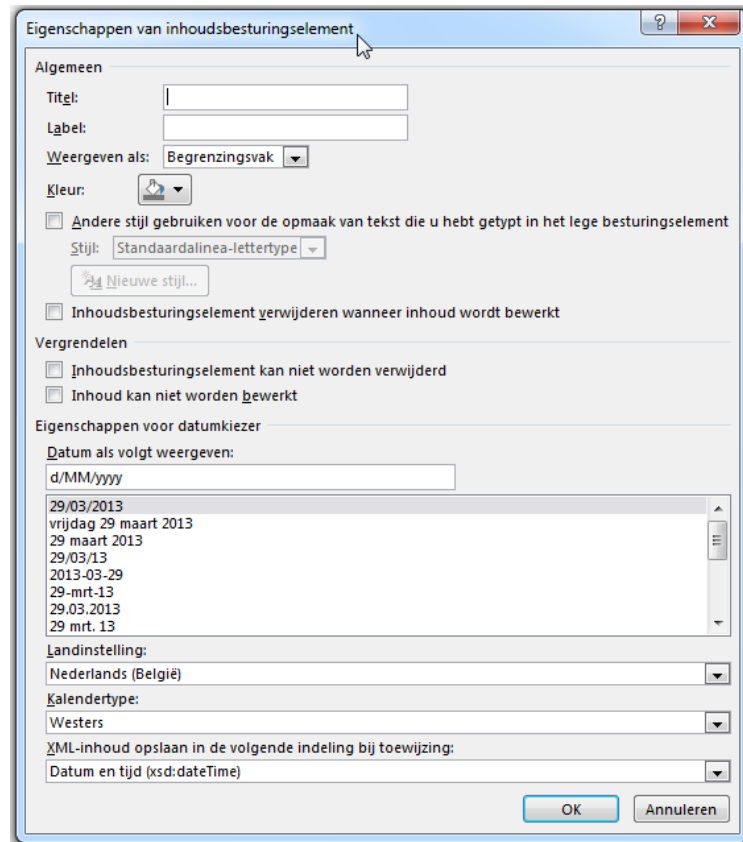 Eigenschappen van inhoudsbesturingselement
Algemeen
Titel:
Label:
Weergeven als: Begrenzingsvak
Kleur:
Andere stijl gebruiken voor de opmaak van tekst die u hebt getypt in het lege besturingselement
Stijl: Standaardalinea-lettertype
Nieuwe stijl...
Inhoudsbesturingselement verwijderen wanneer inhoud wordt bewerkt
Vergrendelen
Inhoudsbesturingselement kan niet worden verwijderd
Inhoud kan niet worden bewerkt
Eigenschappen voor datumkiezer
Datum als volgt weergeven:
d/MM/yyyy
29/03/2013
vrijdag 29 maart 2013
29 maart 2013
29/03/13
2013-03-29
29-mrt-13
29.03.2013
29 mrt. 13
Landinstelling:
Nederlands (België)
Kalendertype:
Westers
XML-inhoud opslaan in de volgende indeling bij toewijzing:
Datum en tijd (xsd:dateTime)
OK Annuleren